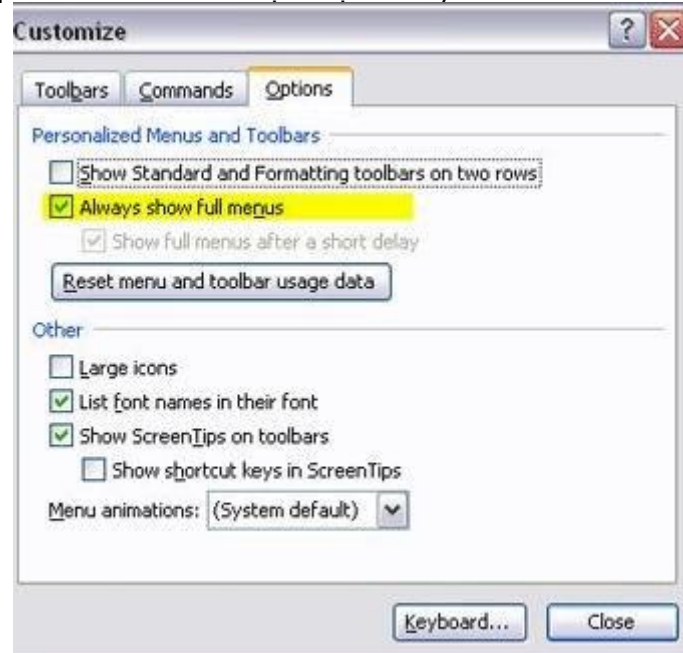 Customize
Toolbars Commands Options
Personalized Menus and Toolbars
Show Standard and Formatting toolbars on two rows
Always show full menus
Show full menus after a short delay
Reset menu and toolbar usage data
Other
Large icons
List font names in their font
Show ScreenTips on toolbars
Show shortcut keys in ScreenTips
Menu animations: (System default)
Keyboard... Close